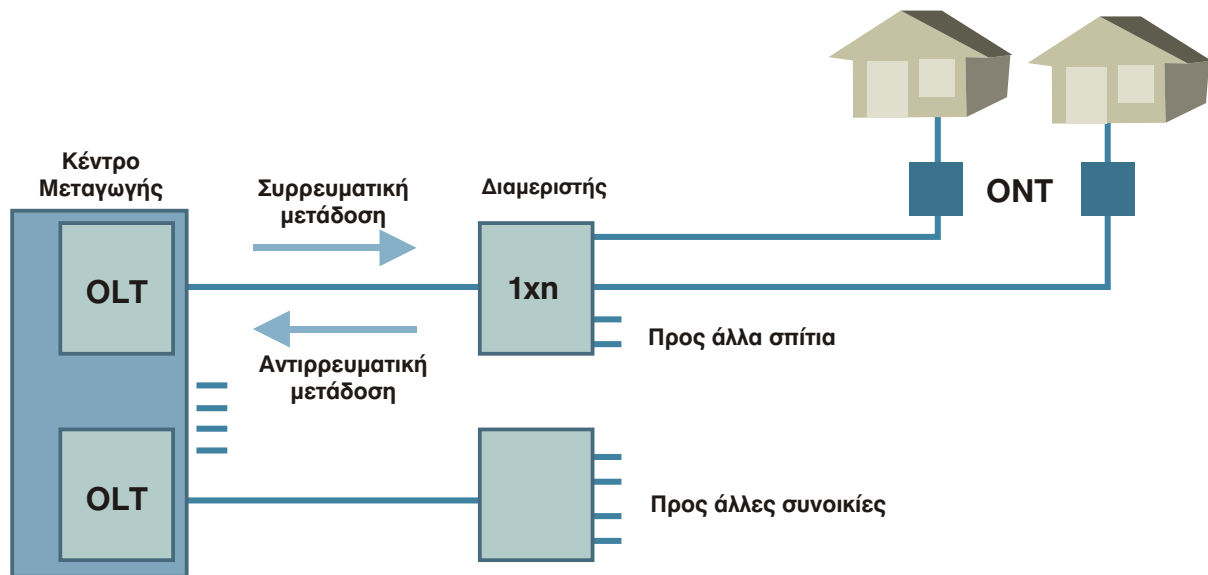 Κέντρο
Μεταγωγής
Συρρευματική
μετάδοση
Διαμεριστής
ONT
OLT
1xn
Προς άλλα σπίτια
Αντιρρευματική
μετάδοση
OLT
Προς άλλες συνοικίες